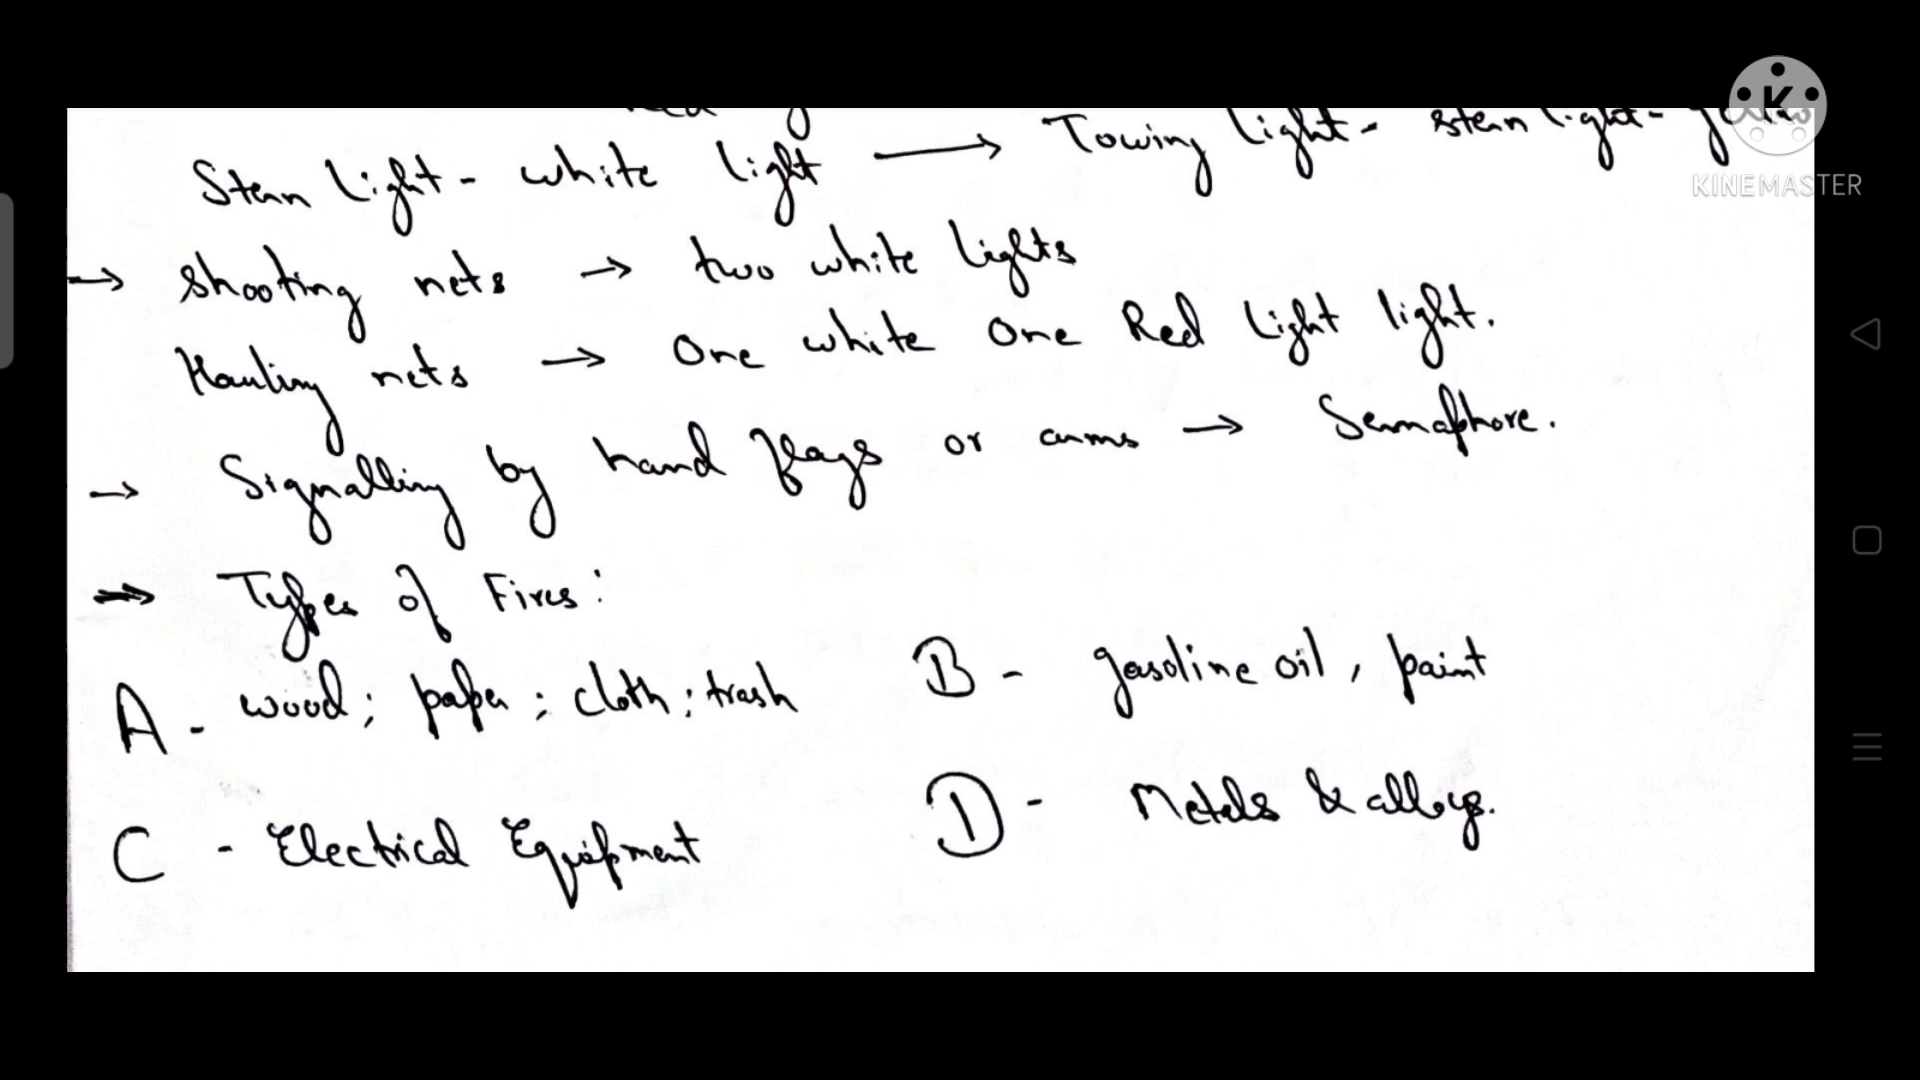 Stern light - white light → Towing light - stern light -
KINEMASTER
→ shooting nets → two white lights
Hauling nets → One white One Red light light.
→ Signalling by hand flags or arms → Semaphore.
→ Types of Fires:
A - wood; paper; cloth; trash B - gasoline oil, paint
C - Electrical Equipment D - Metals & alloys.